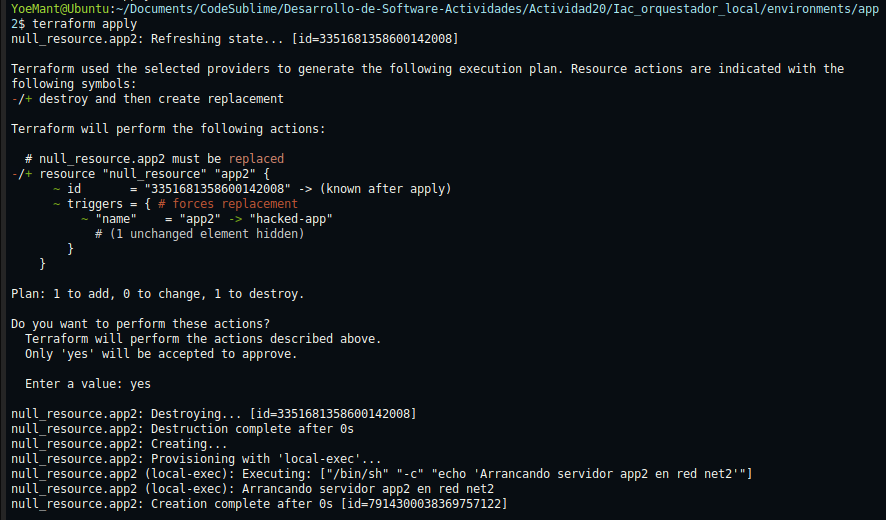 YoeMant@Ubuntu:~/Documents/CodeSublime/Desarrollo-de-Software-Actividades/Actividad20/Iac_orquestador_local/environments/app
2$ terraform apply
null_resource.app2: Refreshing state... [id=3351681358600142008]
Terraform used the selected providers to generate the following execution plan. Resource actions are indicated with the
following symbols:
-/+ destroy and then create replacement
Terraform will perform the following actions:
# null_resource.app2 must be replaced
-/+ resource "null_resource" "app2" {
~ id       = "3351681358600142008" -> (known after apply)
~ triggers = { # forces replacement
~ "name"    = "app2" -> "hacked-app"
# (1 unchanged element hidden)
}
}
Plan: 1 to add, 0 to change, 1 to destroy.
Do you want to perform these actions?
Terraform will perform the actions described above.
Only 'yes' will be accepted to approve.
Enter a value: yes
null_resource.app2: Destroying... [id=3351681358600142008]
null_resource.app2: Destruction complete after 0s
null_resource.app2: Creating...
null_resource.app2: Provisioning with 'local-exec'...
null_resource.app2 (local-exec): Executing: ["/bin/sh" "-c" "echo 'Arrancando servidor app2 en red net2'"]
null_resource.app2 (local-exec): Arrancando servidor app2 en red net2
null_resource.app2: Creation complete after 0s [id=7914300038369757122]